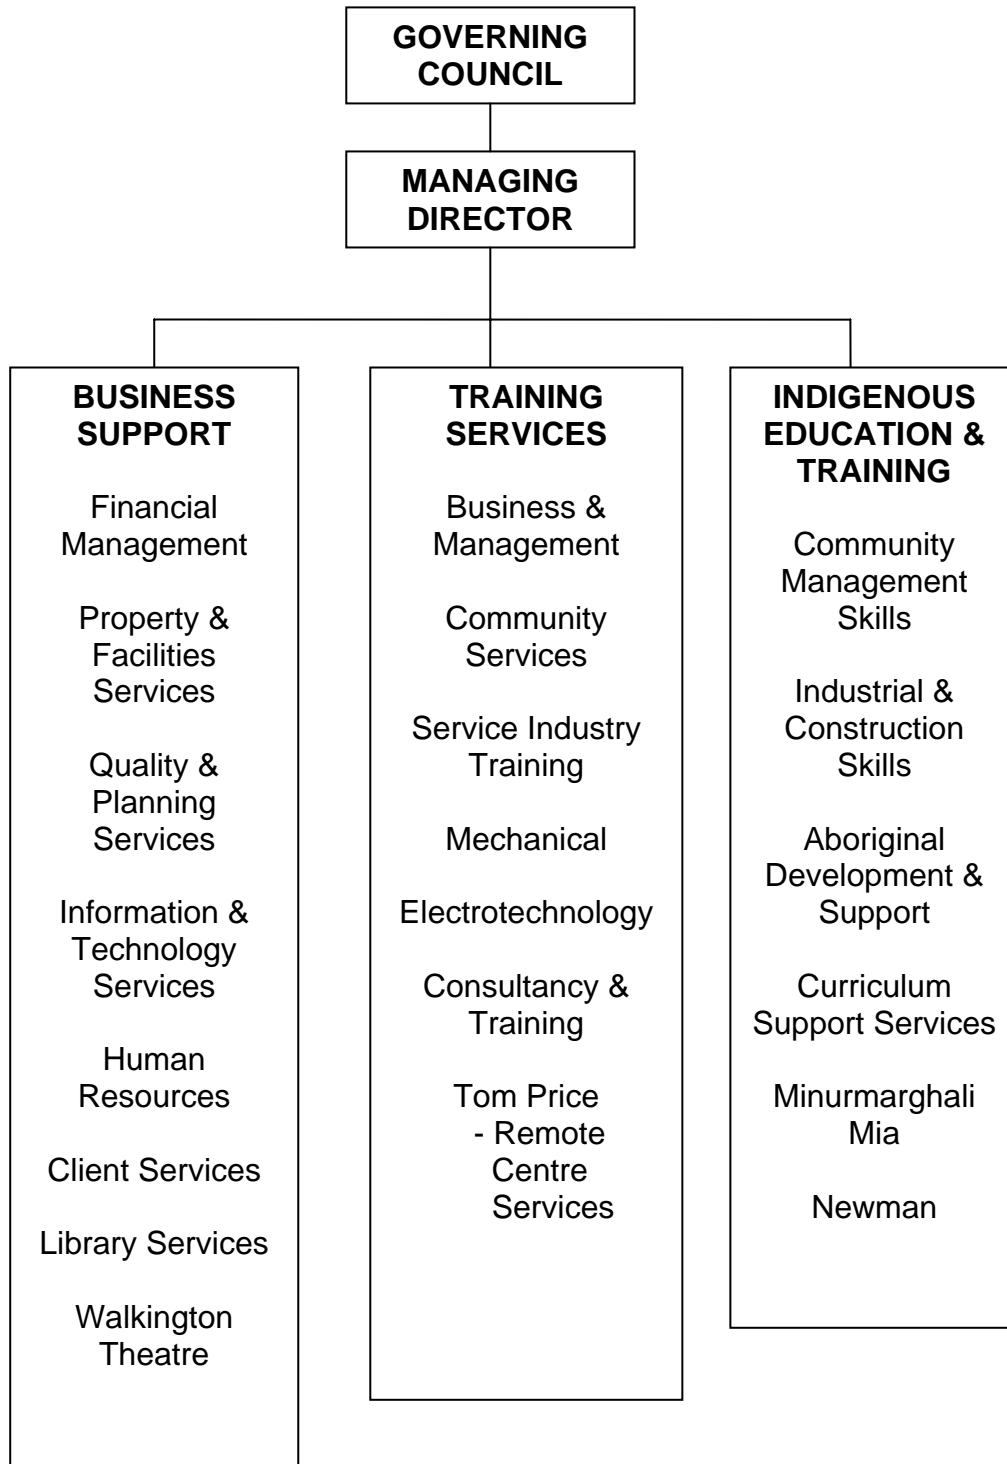 GOVERNING
COUNCIL
MANAGING
DIRECTOR
BUSINESS
SUPPORT
Financial
Management
Property &
Facilities
Services
Quality &
Planning
Services
Information &
Technology
Services
Human
Resources
Client Services
Library Services
Walkington
Theatre
TRAINING
SERVICES
Business &
Management
Community
Services
Service Industry
Training
Mechanical
Electrotechnology
Consultancy &
Training
Tom Price
- Remote
Centre
Services
INDIGENOUS
EDUCATION &
TRAINING
Community
Management
Skills
Industrial &
Construction
Skills
Aboriginal
Development &
Support
Curriculum
Support Services
Minurmarghali
Mia
Newman